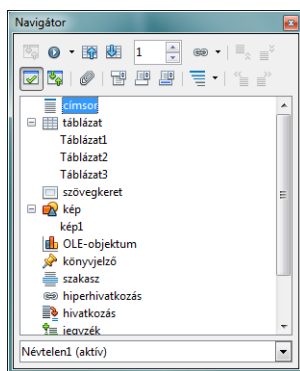 Navigátor
1
címsor
táblázat
Táblázat1
Táblázat2
Táblázat3
szövegkeret
kép
kép1
OLE-objektum
könyvjelző
szakasz
hiperhivatkozás
hivatkozás
jegyzék
Névtelen1 (aktív)